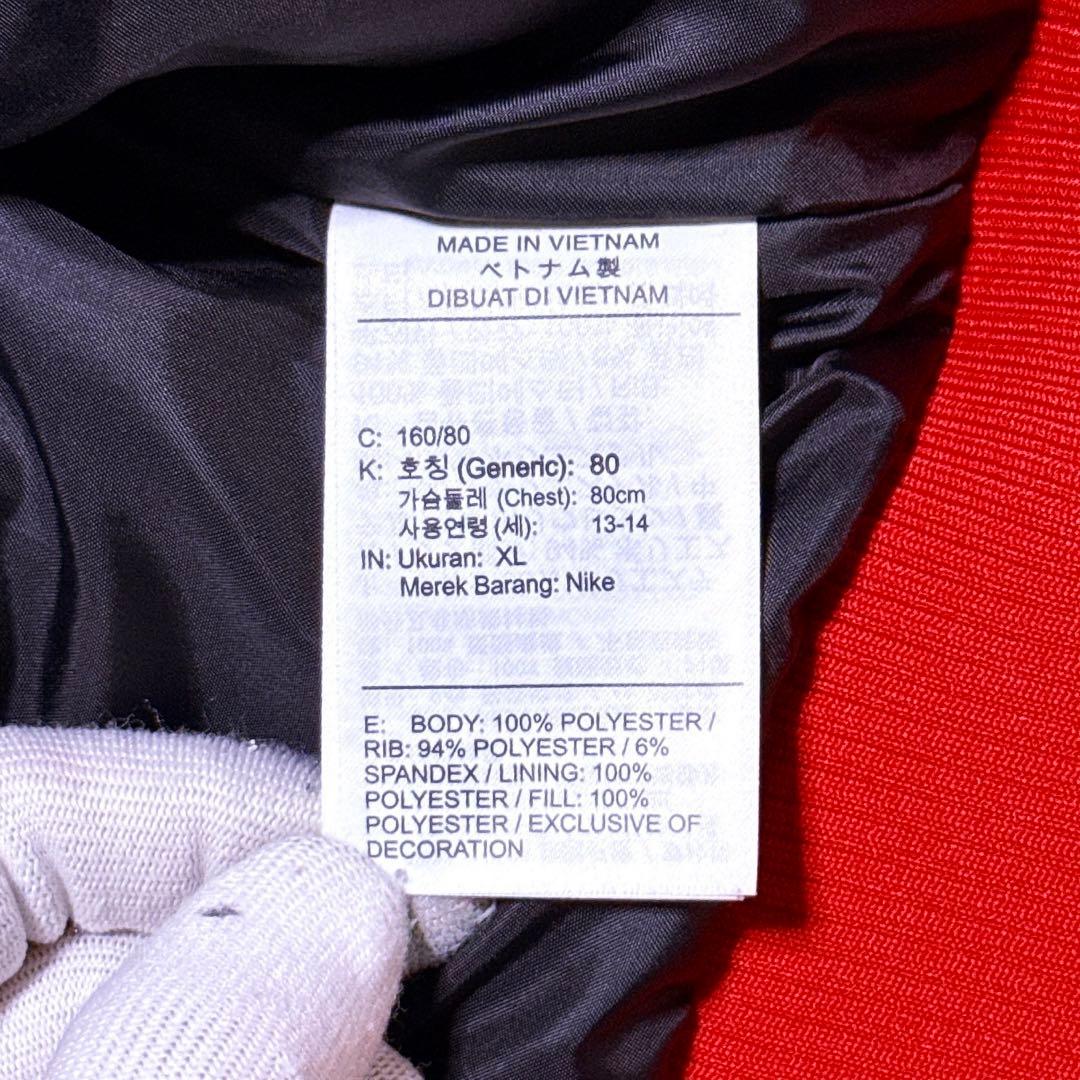 MADE IN VIETNAM
ベトナム製
DIBUAT DI VIETNAM
C: 160/80
K: 호칭 (Generic): 80
가슴둘레 (Chest): 80cm
사용연령 (세): 13-14
IN: Ukuran: XL
Merek Barang: Nike
E: BODY: 100% POLYESTER /
RIB: 94% POLYESTER / 6%
SPANDEX / LINING: 100%
POLYESTER / FILL: 100%
POLYESTER / EXCLUSIVE OF
DECORATION